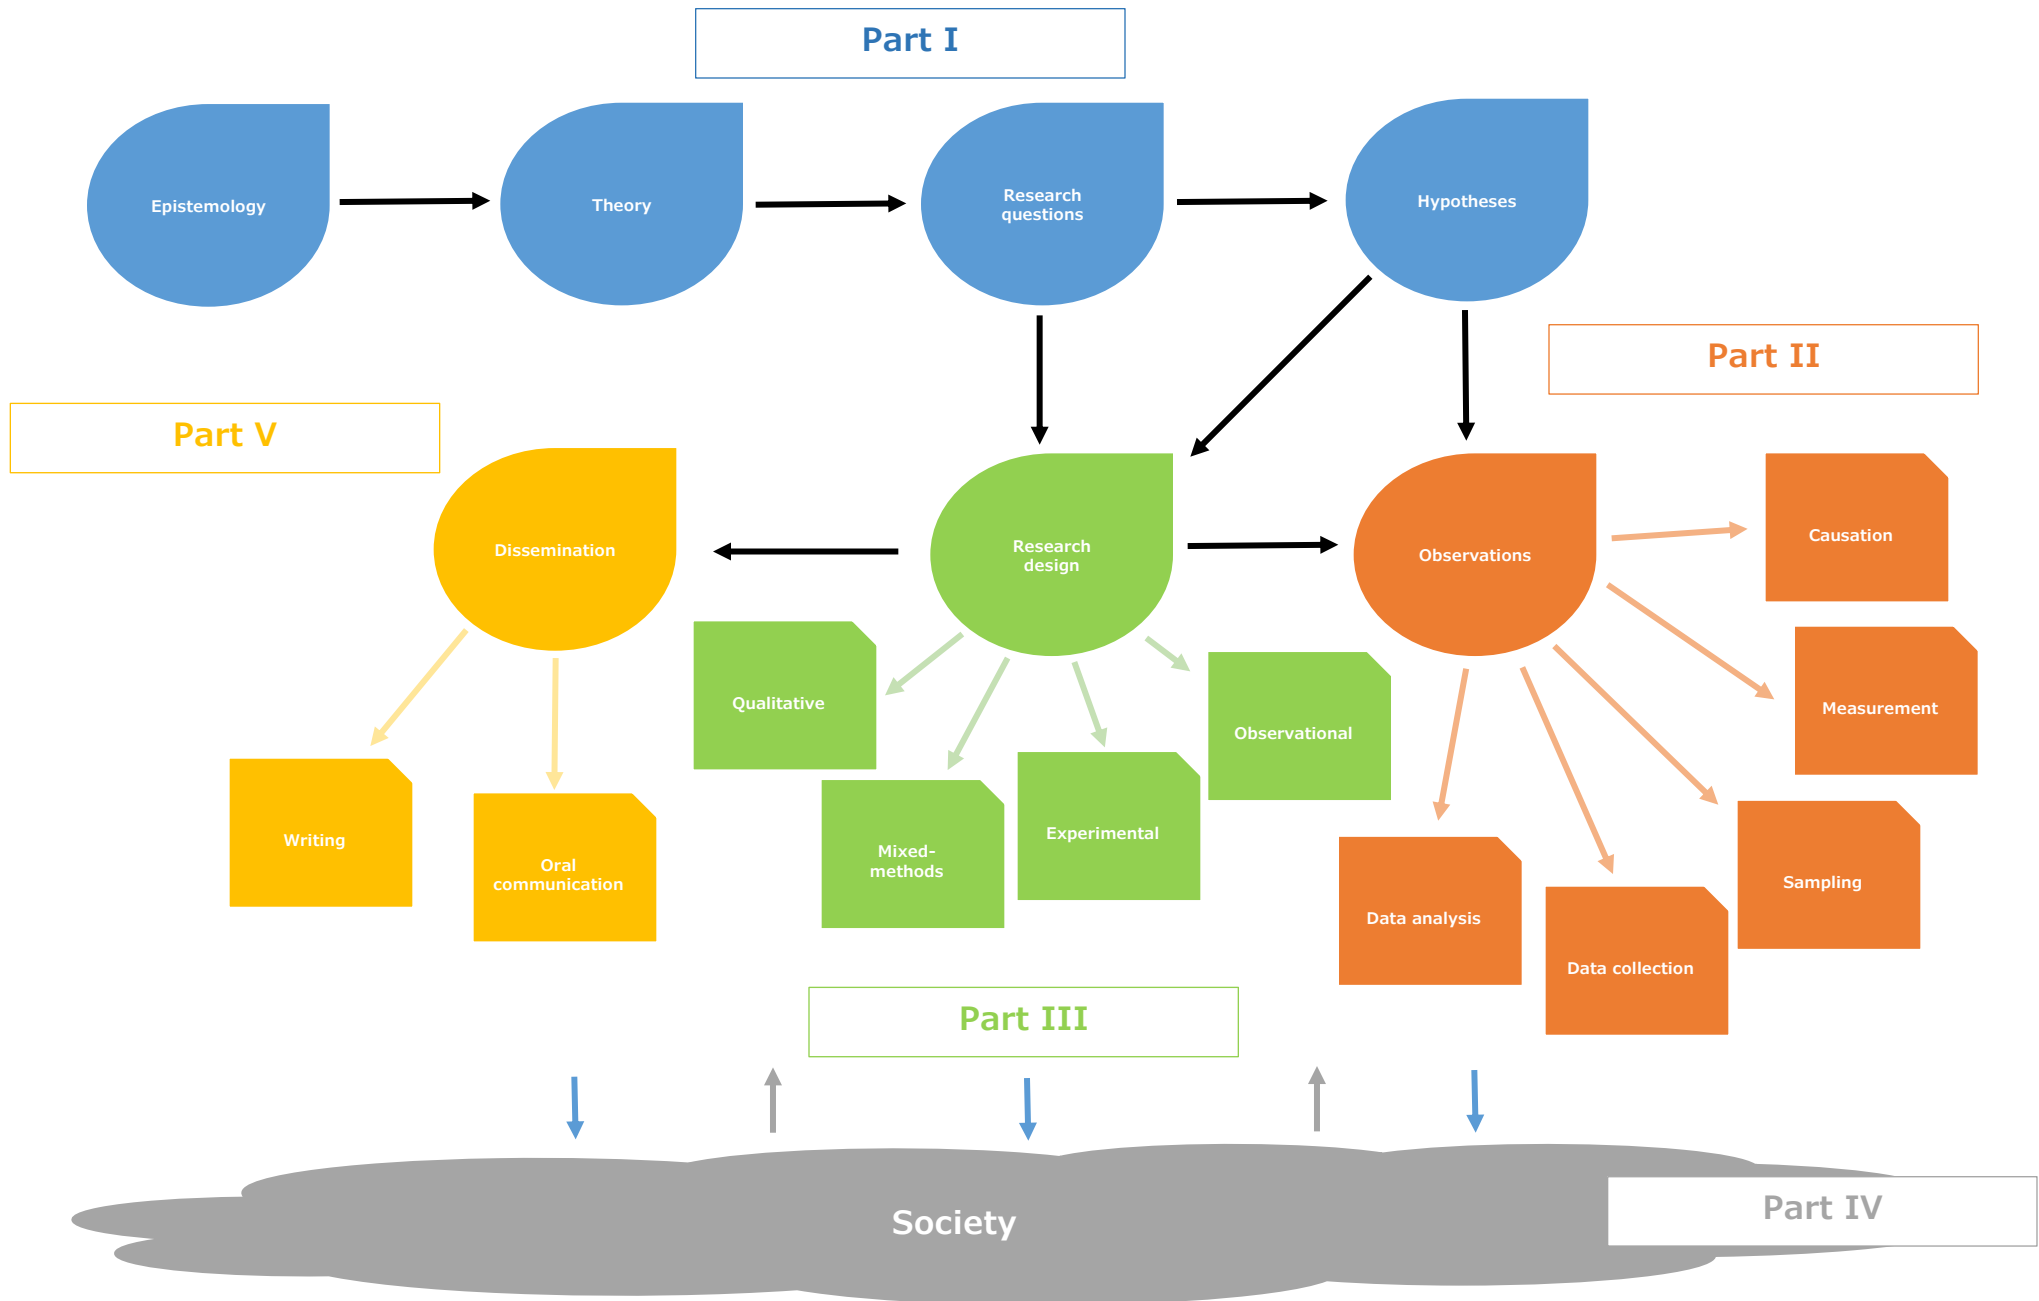 Part I
Epistemology
Theory
Research
questions
Hypotheses
Part II
Part V
Dissemination
Research
design
Observations
Causation
Qualitative
Observational
Measurement
Writing
Oral
communication
Mixed-
methods
Experimental
Data analysis
Data collection
Sampling
Part III
Society
Part IV